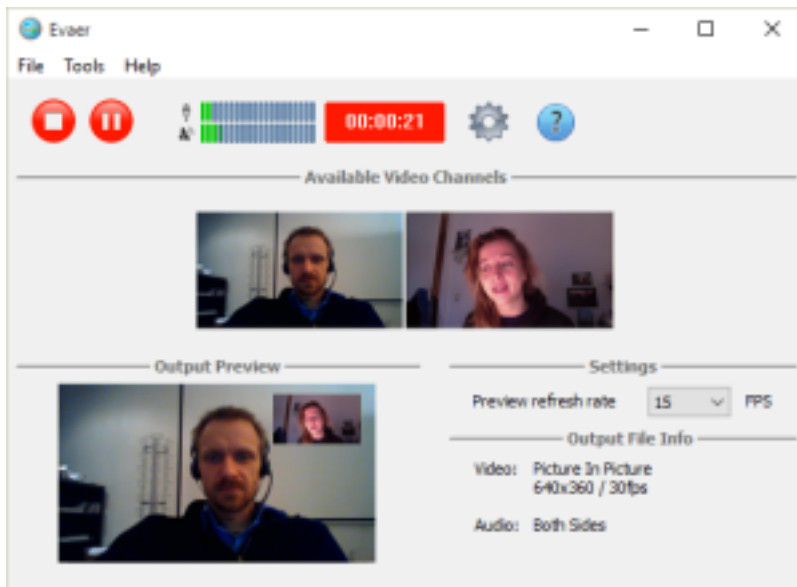 Evaer
File Tools Help
00:00:21
?
Available Video Channels
Output Preview
Settings
Preview refresh rate 15 FPS
Output File Info
Video: Picture In Picture
640x360 / 30fps
Audio: Both Sides